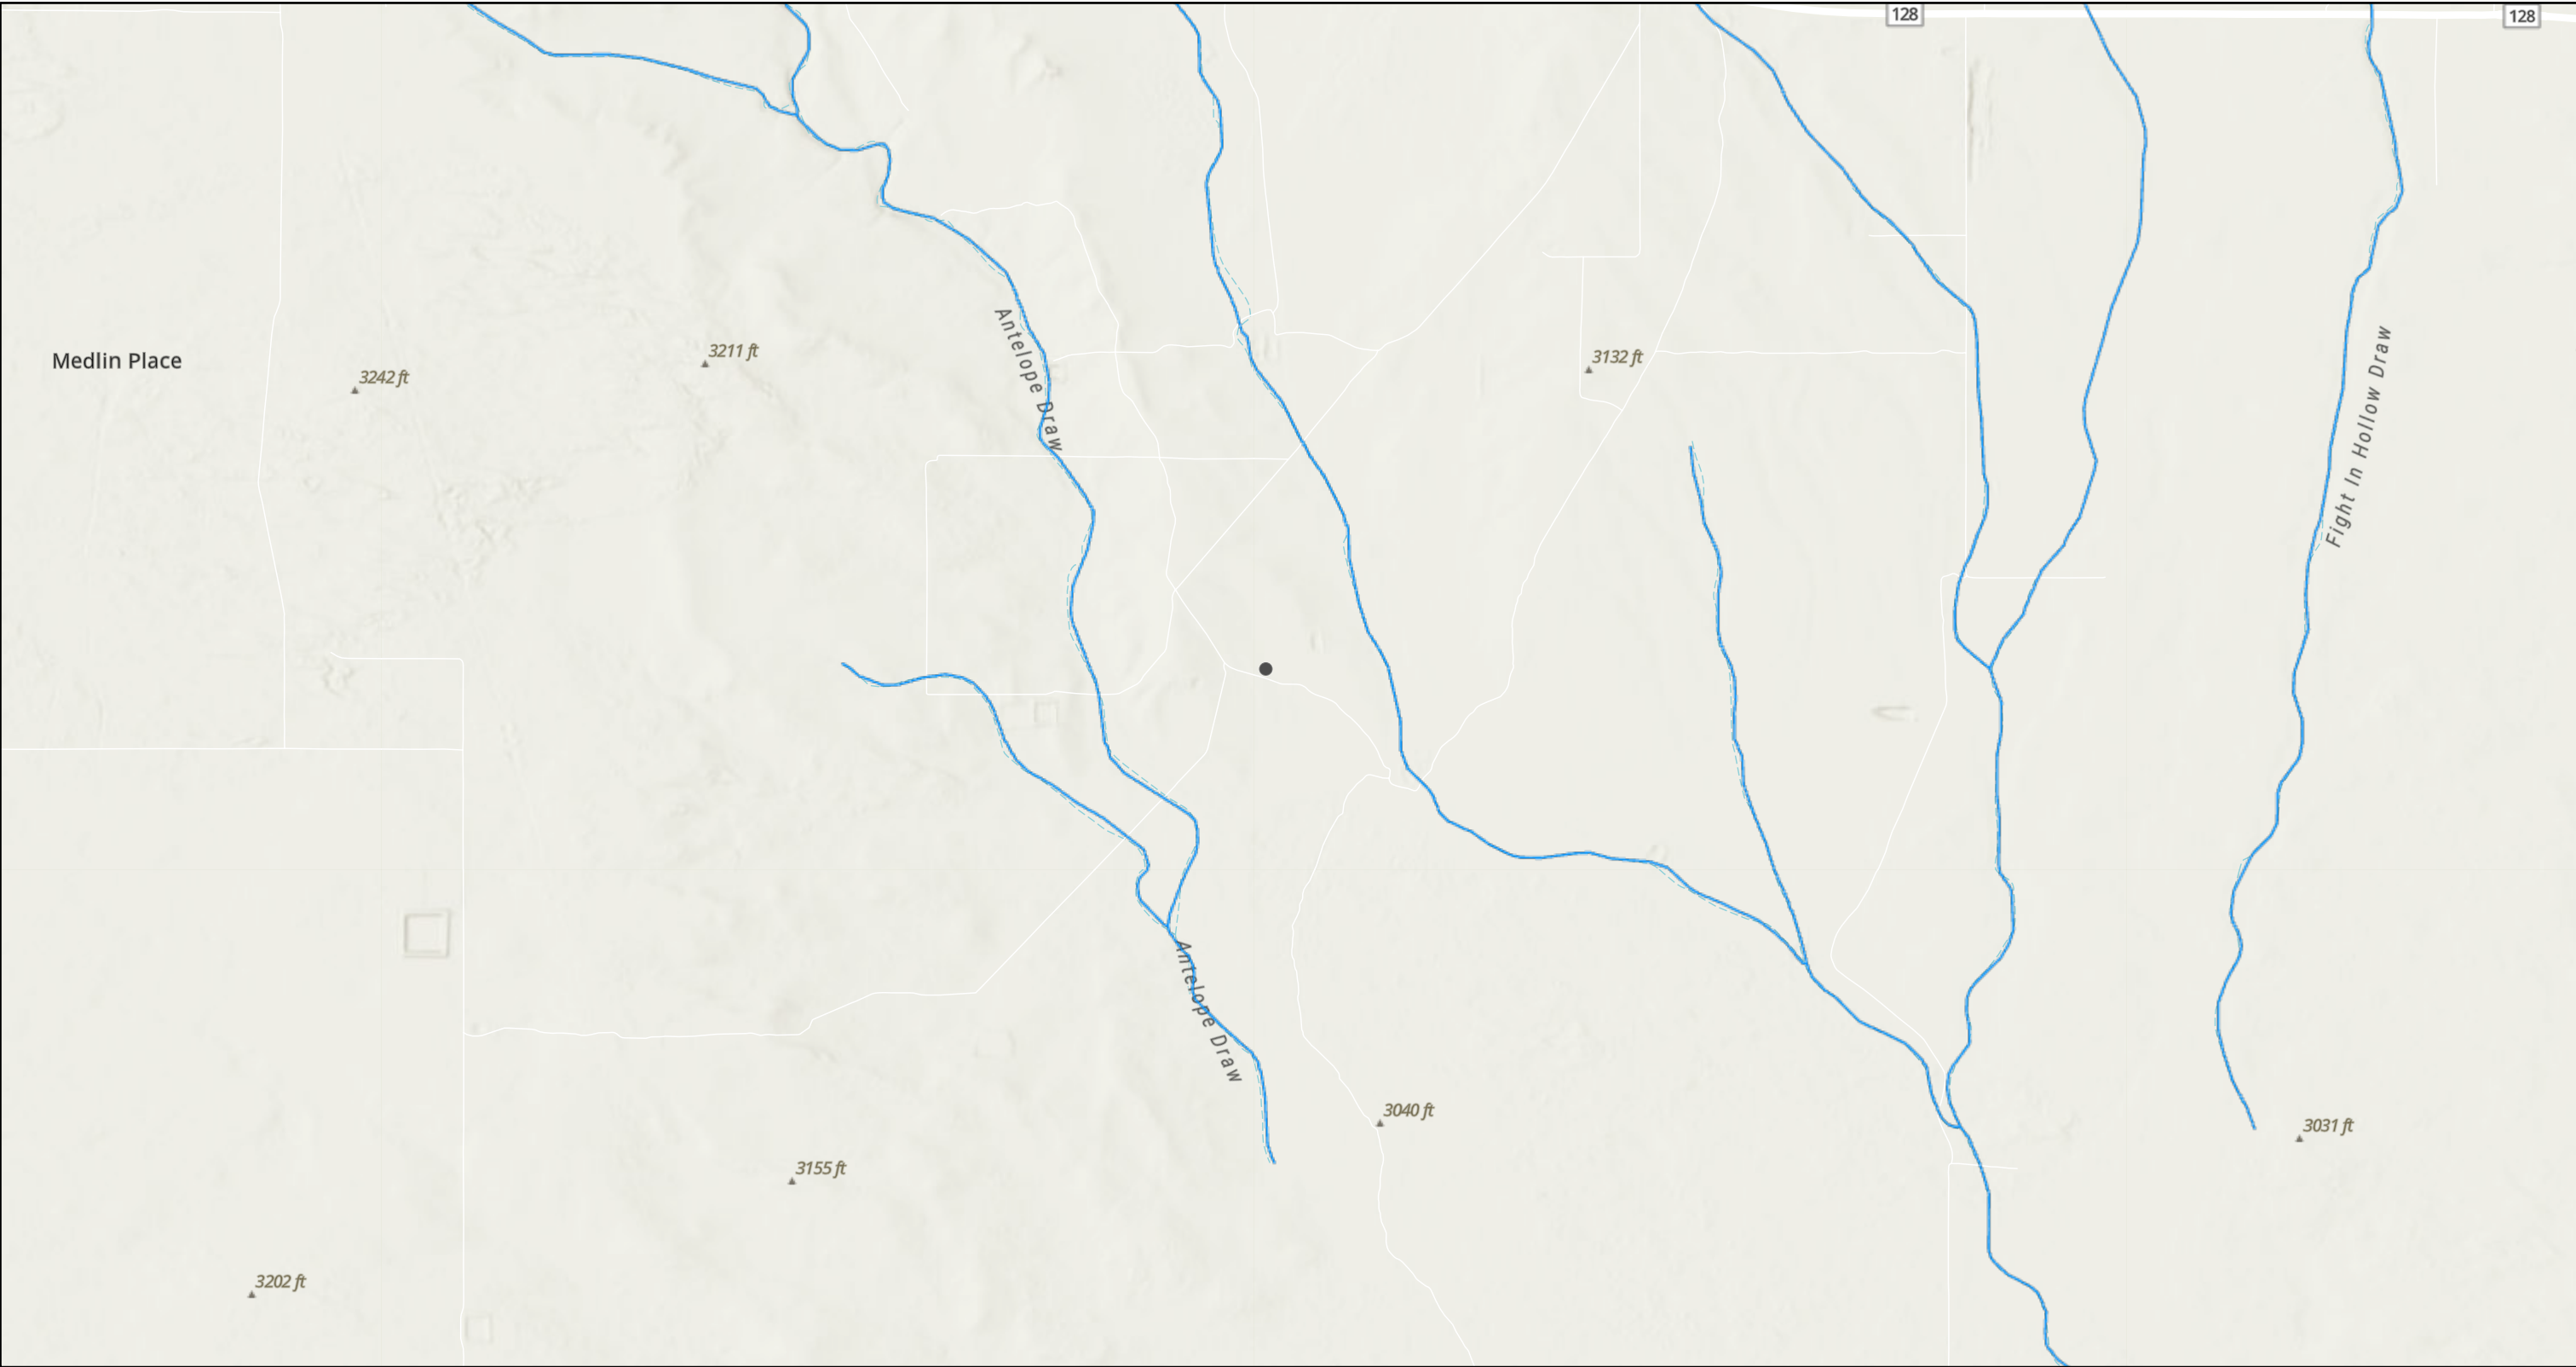 128
128
Antelope Draw
Fight In Hollow Draw
3211 ft
3132 ft
Medlin Place
3242 ft
Antelope Draw
3040 ft
3031 ft
3155 ft
3202 ft